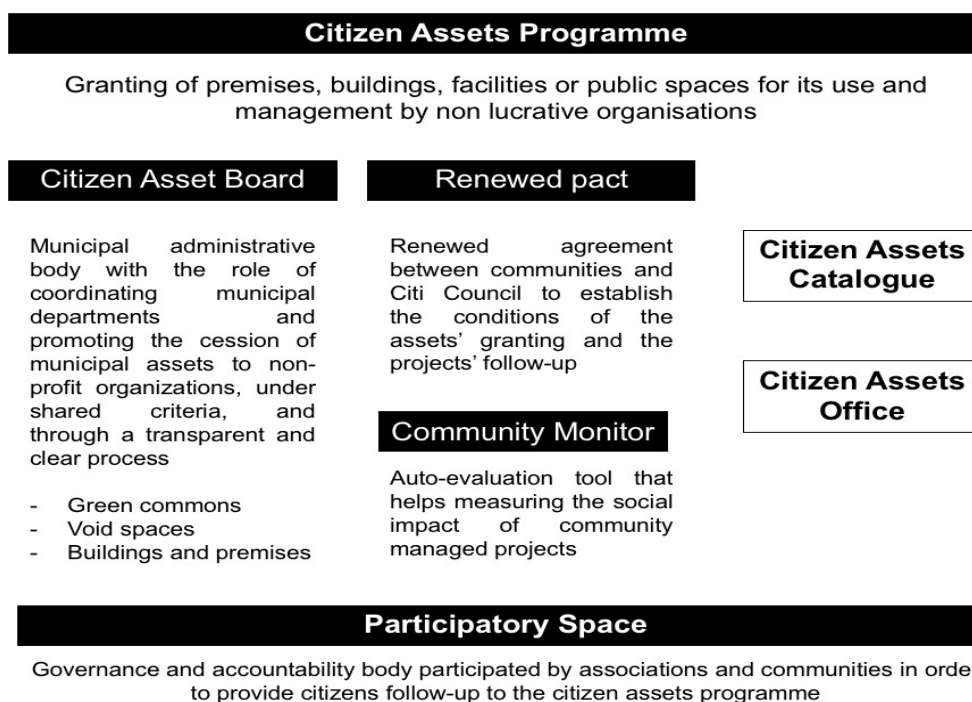 Citizen Assets Programme
Granting of premises, buildings, facilities or public spaces for its use and
management by non lucrative organisations
Citizen Asset Board
Municipal administrative
body with the role of
coordinating municipal
departments and
promoting the cession of
municipal assets to non-
profit organizations, under
shared criteria, and
through a transparent and
clear process
- Green commons
- Void spaces
- Buildings and premises
Renewed pact
Renewed agreement
between communities and
Citi Council to establish
the conditions of the
assets' granting and the
projects' follow-up
Community Monitor
Auto-evaluation tool that
helps measuring the social
impact of community
managed projects
Citizen Assets
Catalogue
Citizen Assets
Office
Participatory Space
Governance and accountability body participated by associations and communities in orde
to provide citizens follow-up to the citizen assets programme